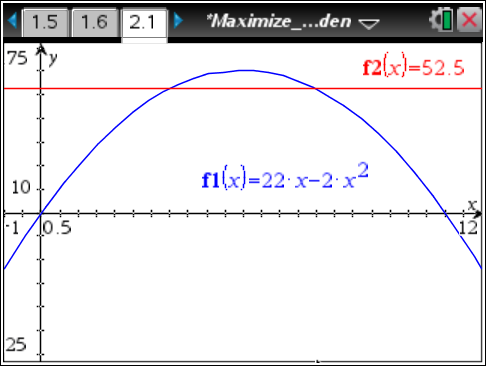 1.5 1.6 2.1 *Maximize_...den
75 y
f2(x)=52.5
f1(x)=22·x-2·x²
10
x
-1 0.5 12
25